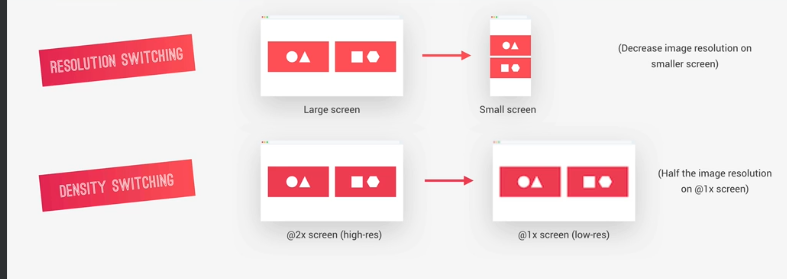 RESOLUTION SWITCHING
Large screen
Small screen
(Decrease image resolution on
smaller screen)
DENSITY SWITCHING
@2x screen (high-res)
@1x screen (low-res)
(Half the image resolution
on @1x screen)